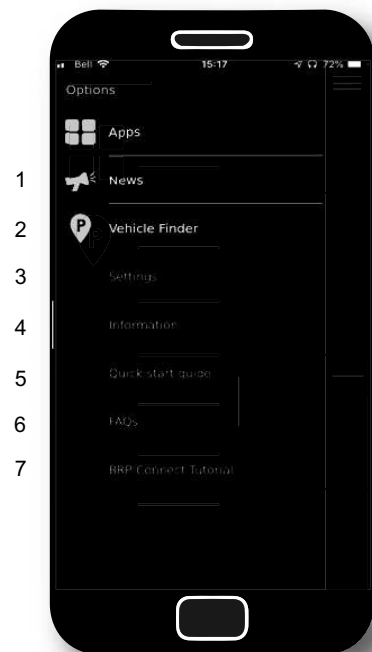 Bell 15:17 72%
Options
Apps
1 News
2 P Vehicle Finder
3 Settings
4 Information
5 Quick start guide
6 FAQs
7 BRP Connect Tutorial